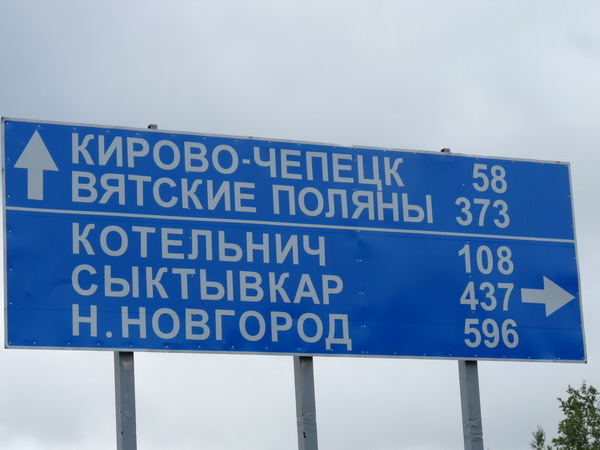 КИРОВО-ЧЕПЕЦК 58
ВЯТСКИЕ ПОЛЯНЫ 373
КОТЕЛЬНИЧ 108
СЫКТЫВКАР 437
Н.НОВГОРОД 596